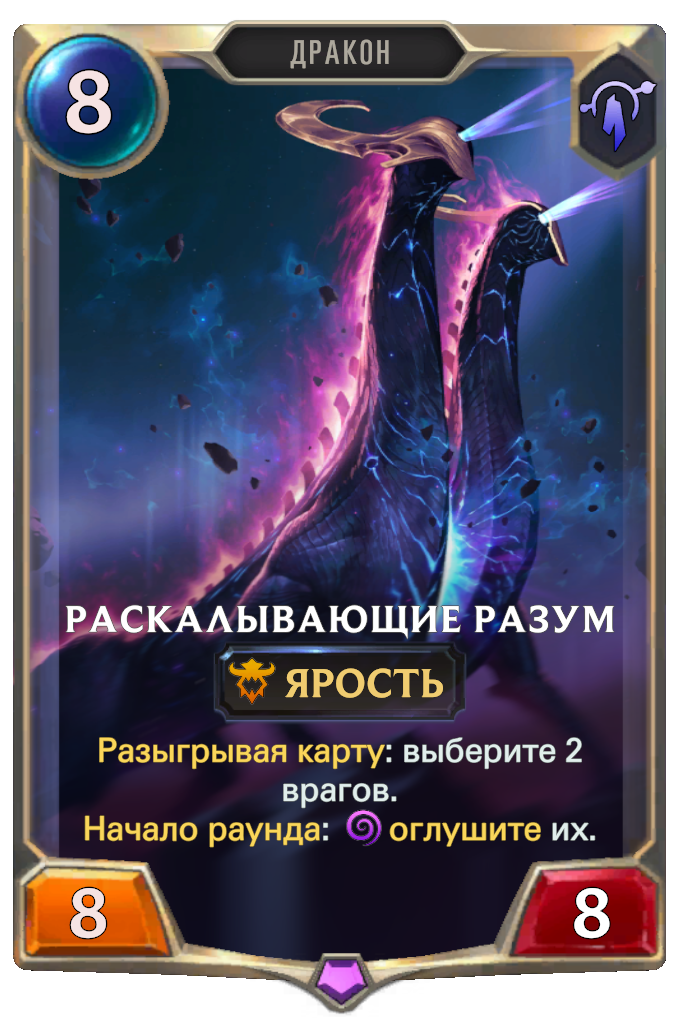 ДРАКОН
8
РАСКАЛЫВАЮЩИЕ РАЗУМ
ЯРОСТЬ
Разыгрывая карту: выберите 2
врагов.
Начало раунда: оглушите их.
8 8